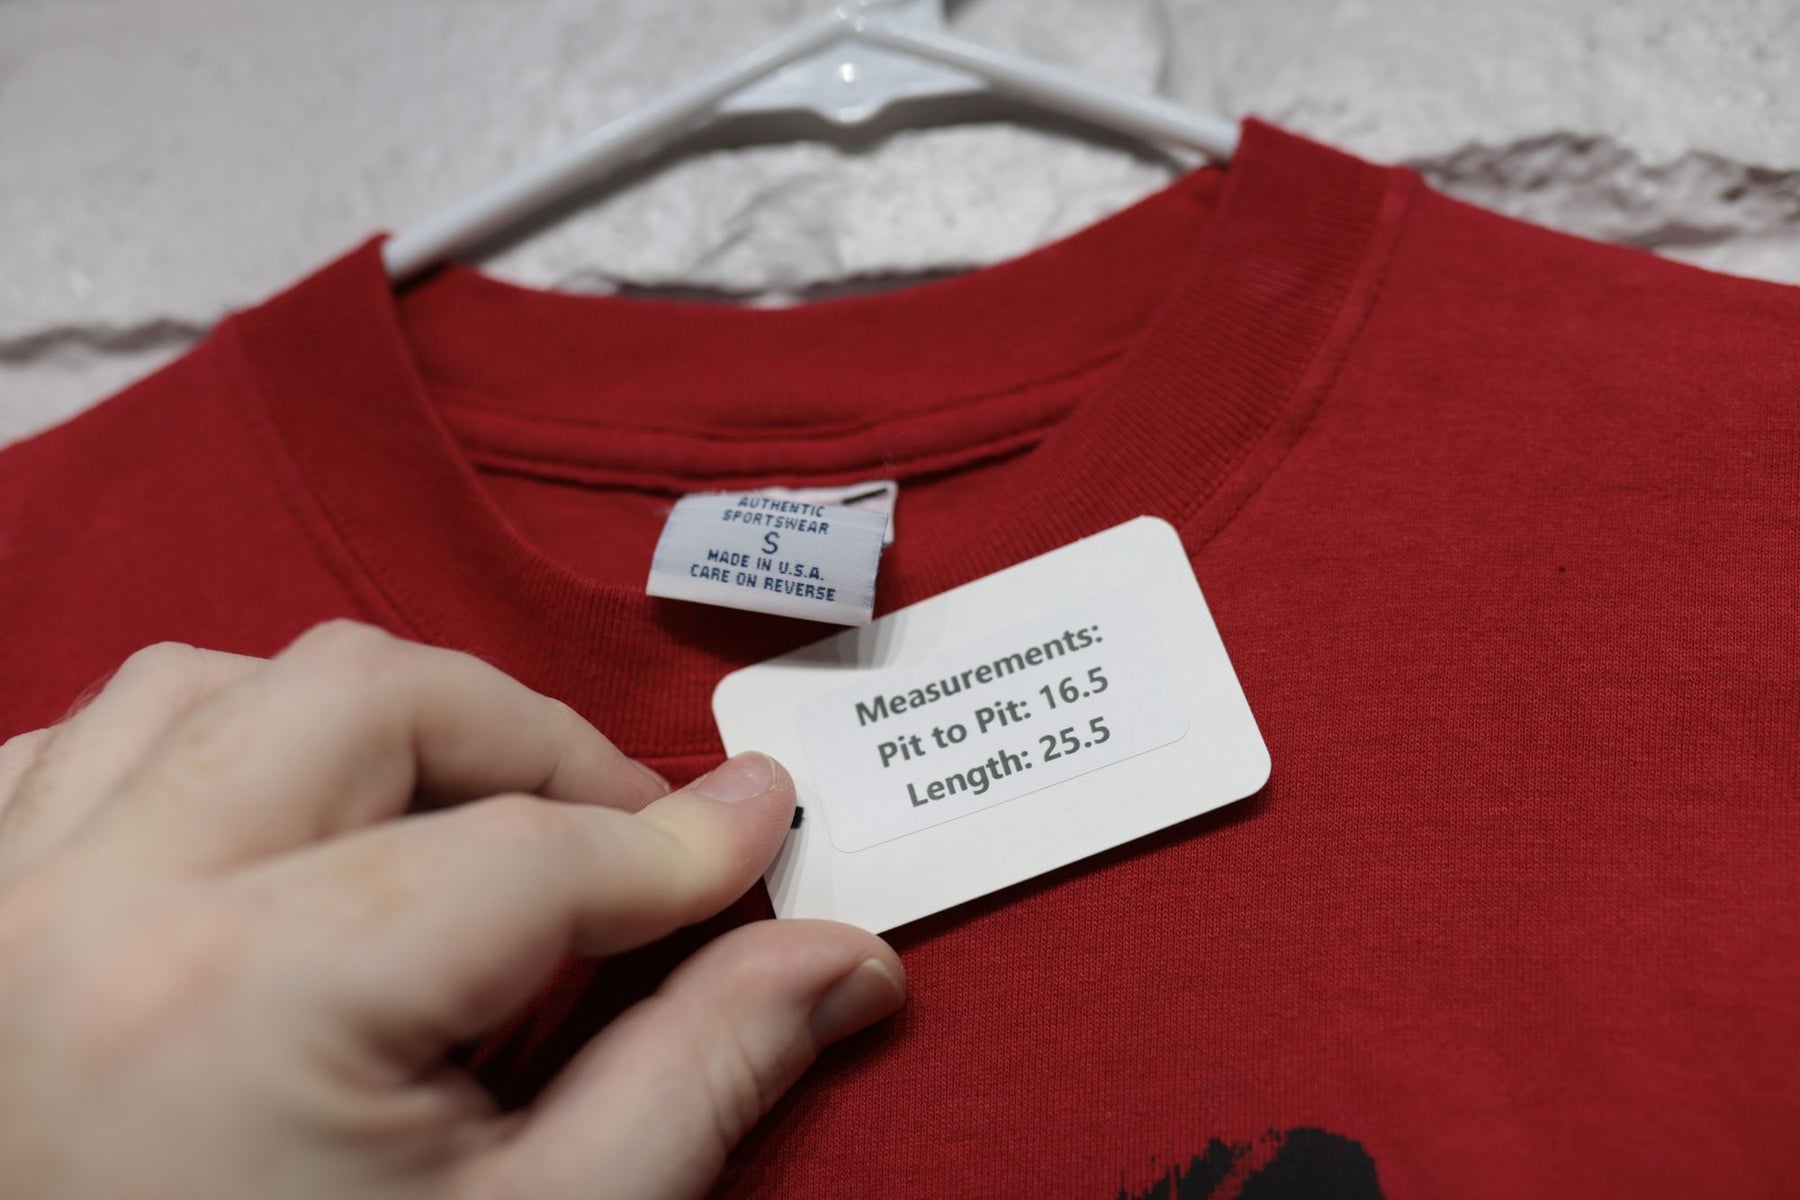 AUTHENTIC
SPORTSWEAR
S
MADE IN U.S.A.
CARE ON REVERSE
Measurements:
Pit to Pit: 16.5
Length: 25.5